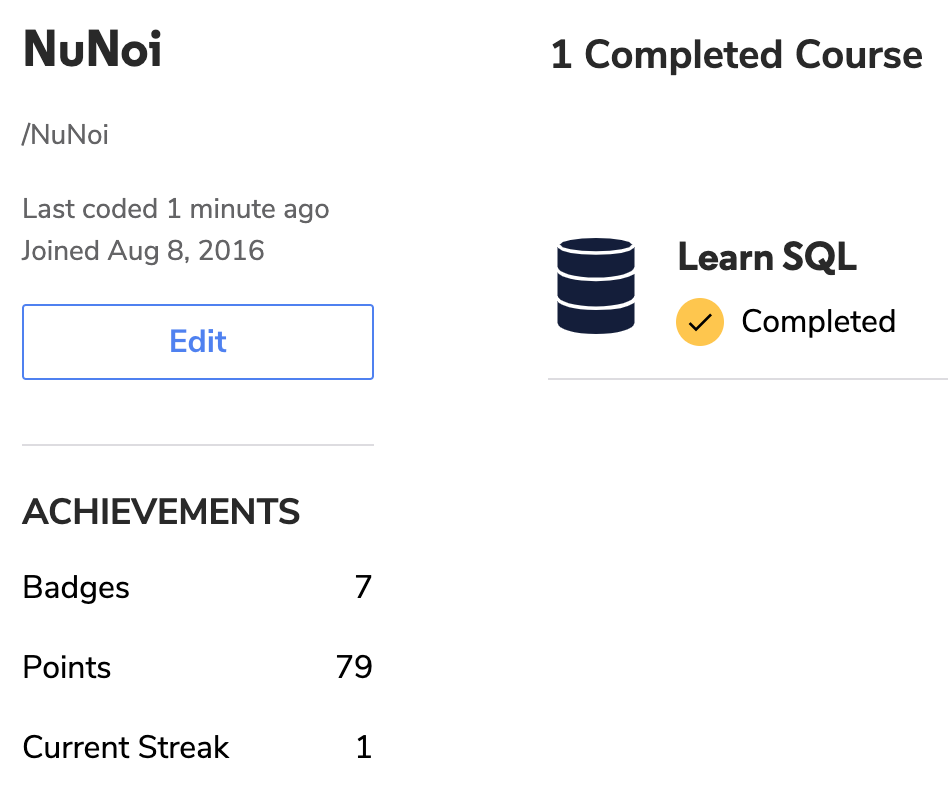 NuNoi
/NuNoi
Last coded 1 minute ago
Joined Aug 8, 2016
Edit
ACHIEVEMENTS
Badges 7
Points 79
Current Streak 1
1 Completed Course
Learn SQL
Completed